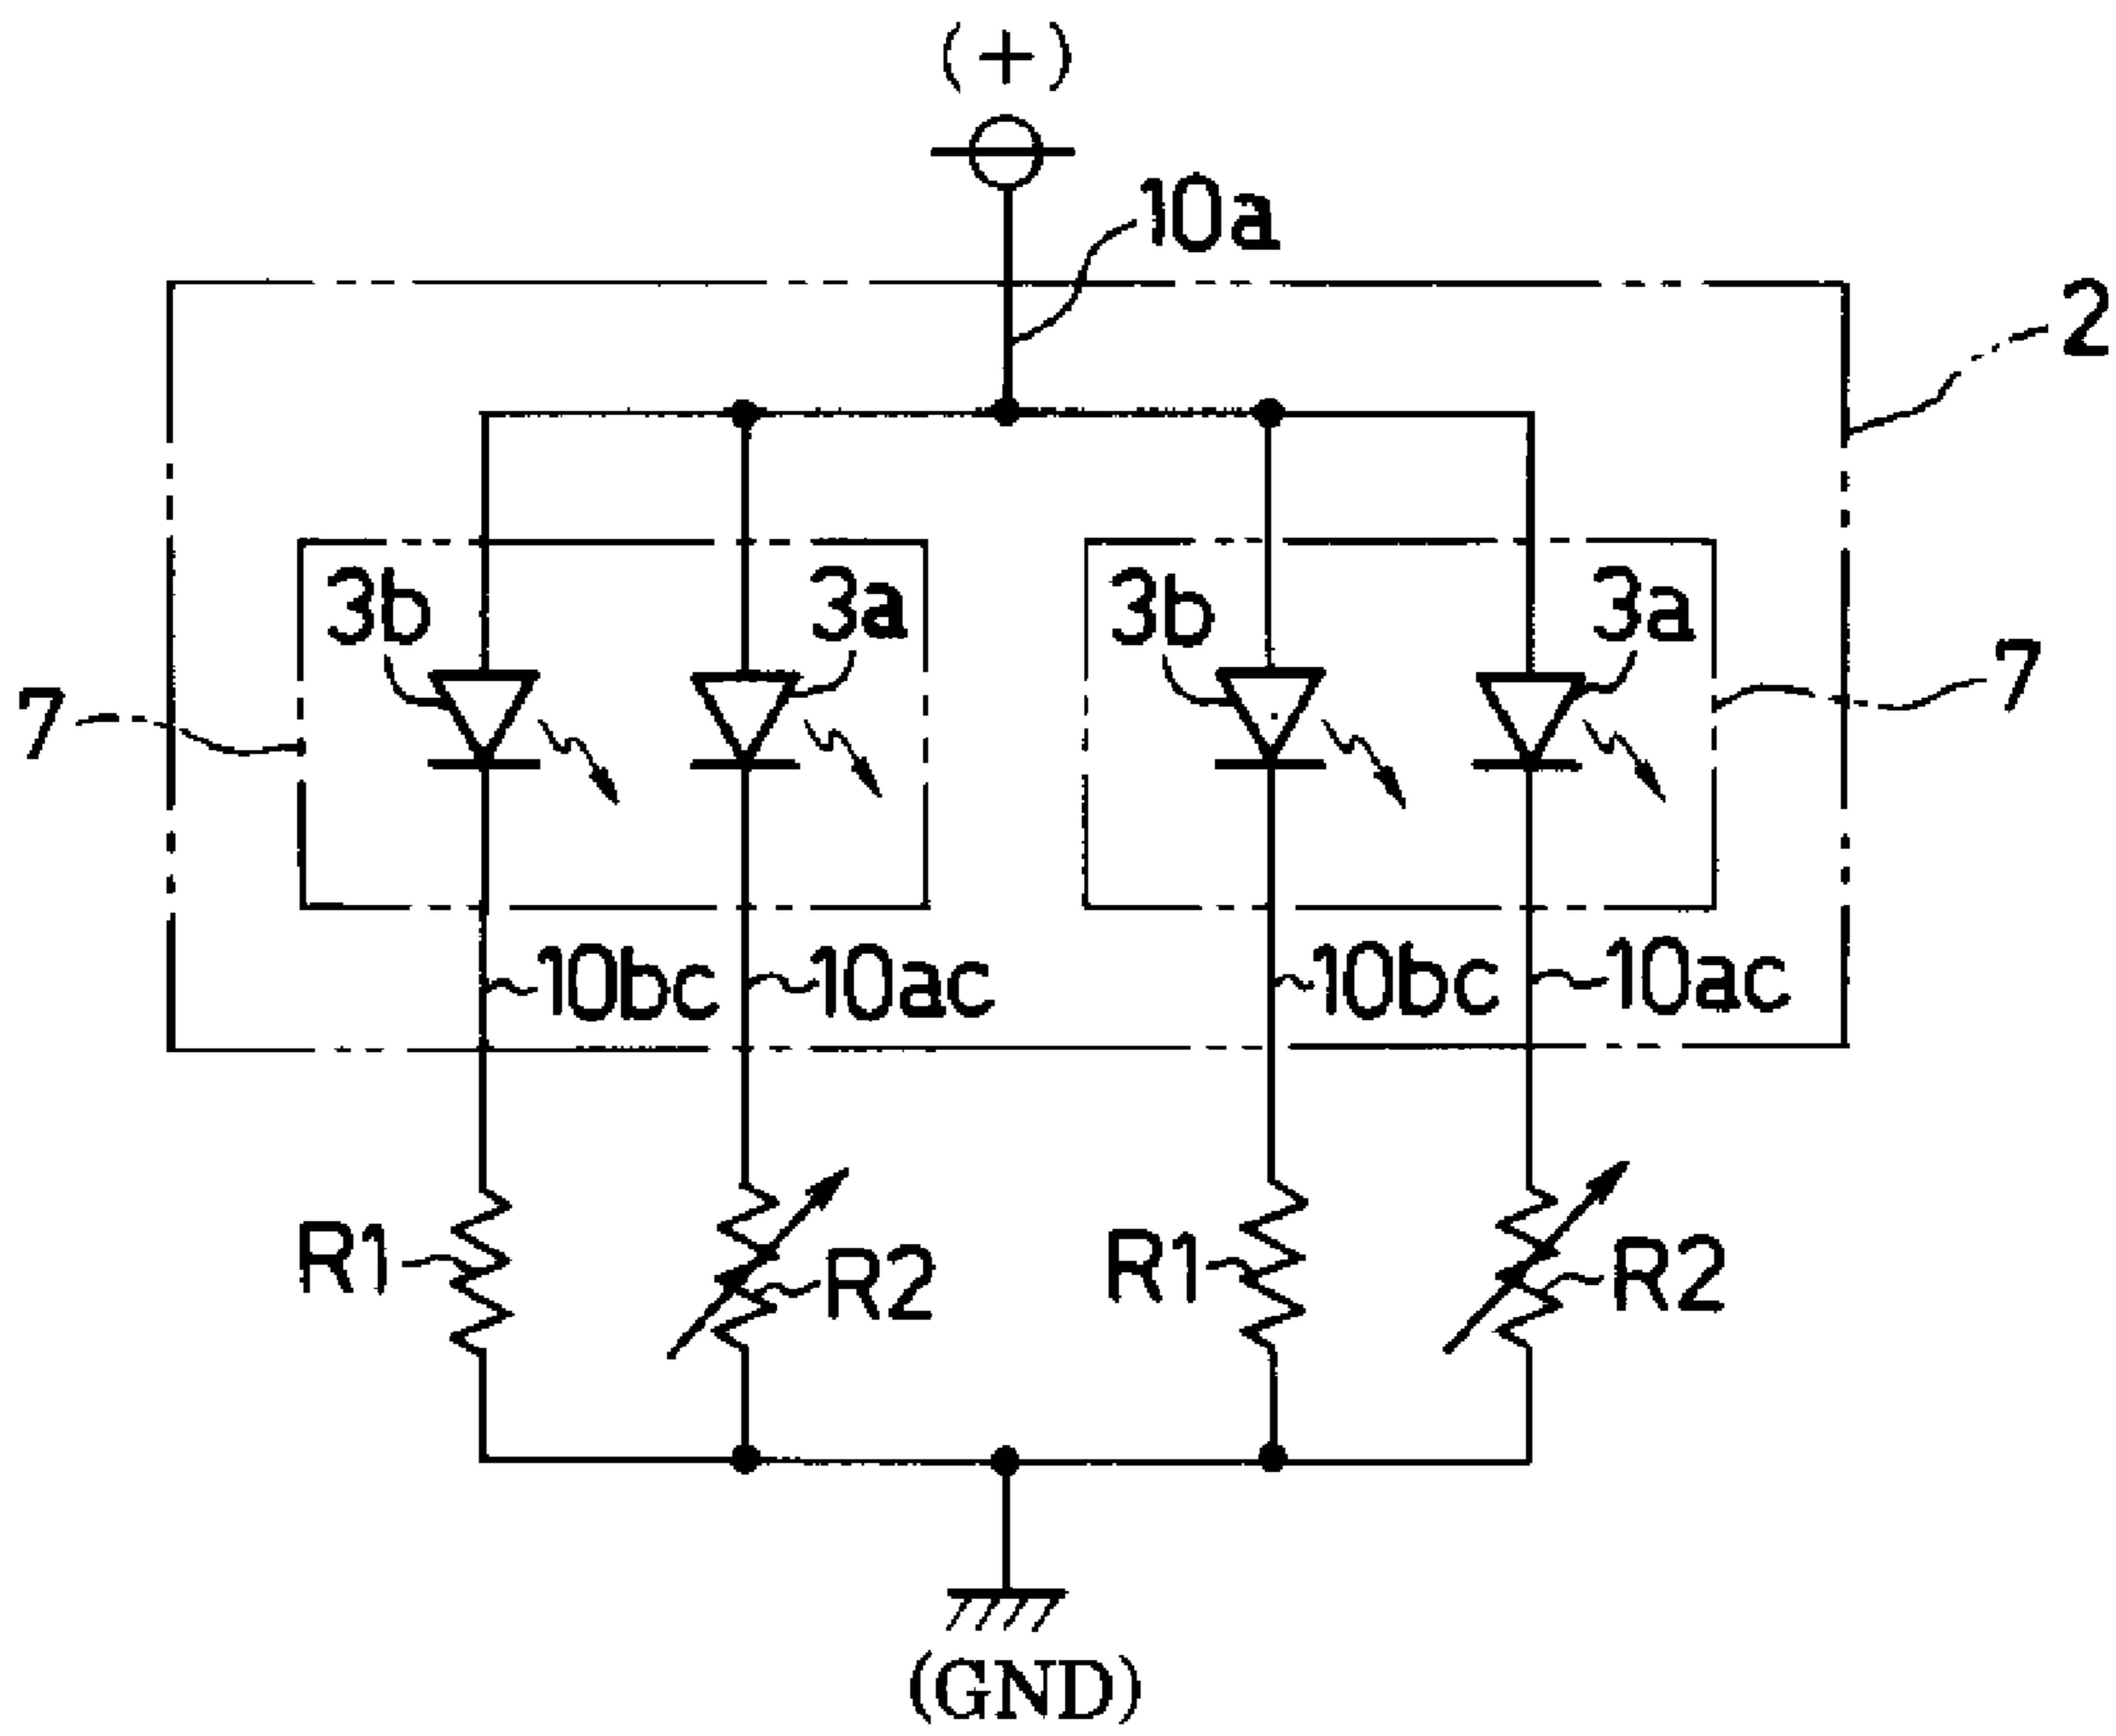 (+)
10a
2
3b 3a 3b 3a
7 7
10bc 10ac 10bc 10ac
R1 R2 R1 R2
(GND)